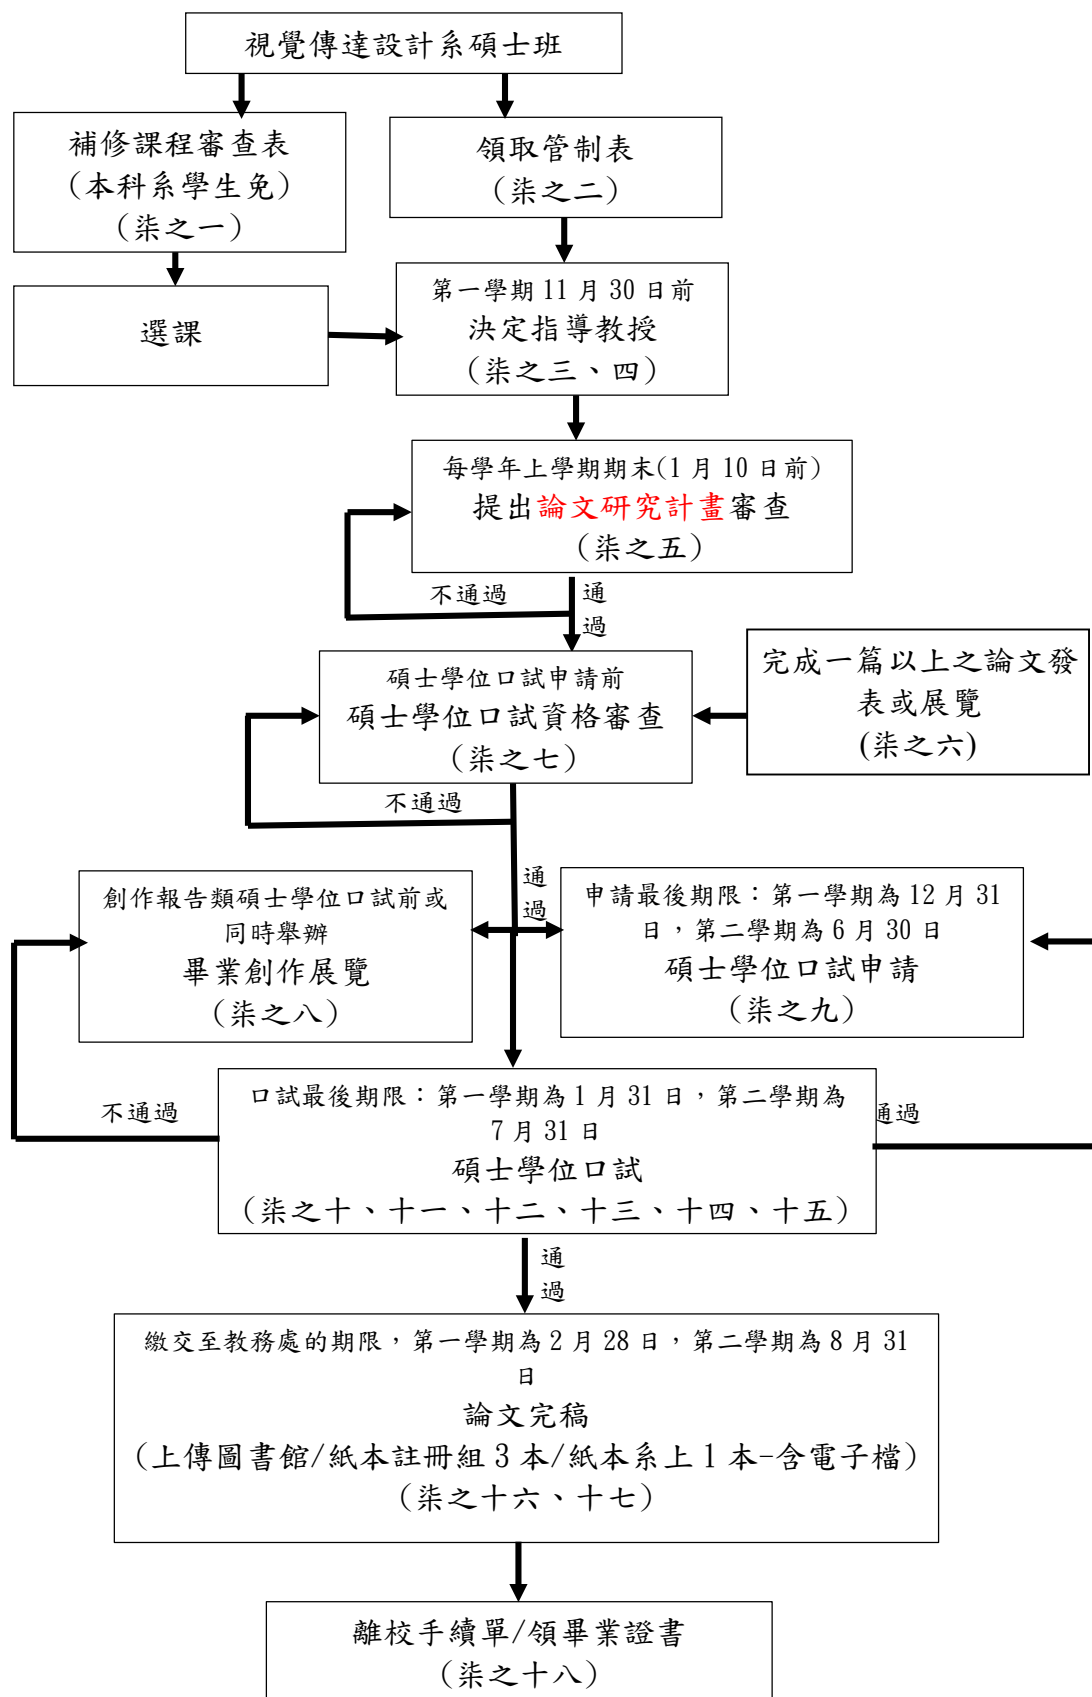 視覺傳達設計系碩士班
補修課程審查表
(本科系學生免)
(柒之一)
領取管制表
(柒之二)
選課
第一學期 11 月 30 日前
決定指導教授
(柒之三、四)
每學年上學期期末(1 月 10 日前)
提出論文研究計畫審查
(柒之五)
不通過
通
過
碩士學位口試申請前
碩士學位口試資格審查
(柒之七)
完成一篇以上之論文發
表或展覽
(柒之六)
不通過
通
過
創作報告類碩士學位口試前或
同時舉辦
畢業創作展覽
(柒之八)
申請最後期限：第一學期為 12 月 31
日，第二學期為 6 月 30 日
碩士學位口試申請
(柒之九)
不通過
口試最後期限：第一學期為 1 月 31 日，第二學期為
7 月 31 日
碩士學位口試
(柒之十、十一、十二、十三、十四、十五)
通過
通
過
繳交至教務處的期限，第一學期為 2 月 28 日，第二學期為 8 月 31
日
論文完稿
(上傳圖書館/紙本註冊組 3 本/紙本系上 1 本-含電子檔)
(柒之十六、十七)
離校手續單/領畢業證書
(柒之十八)